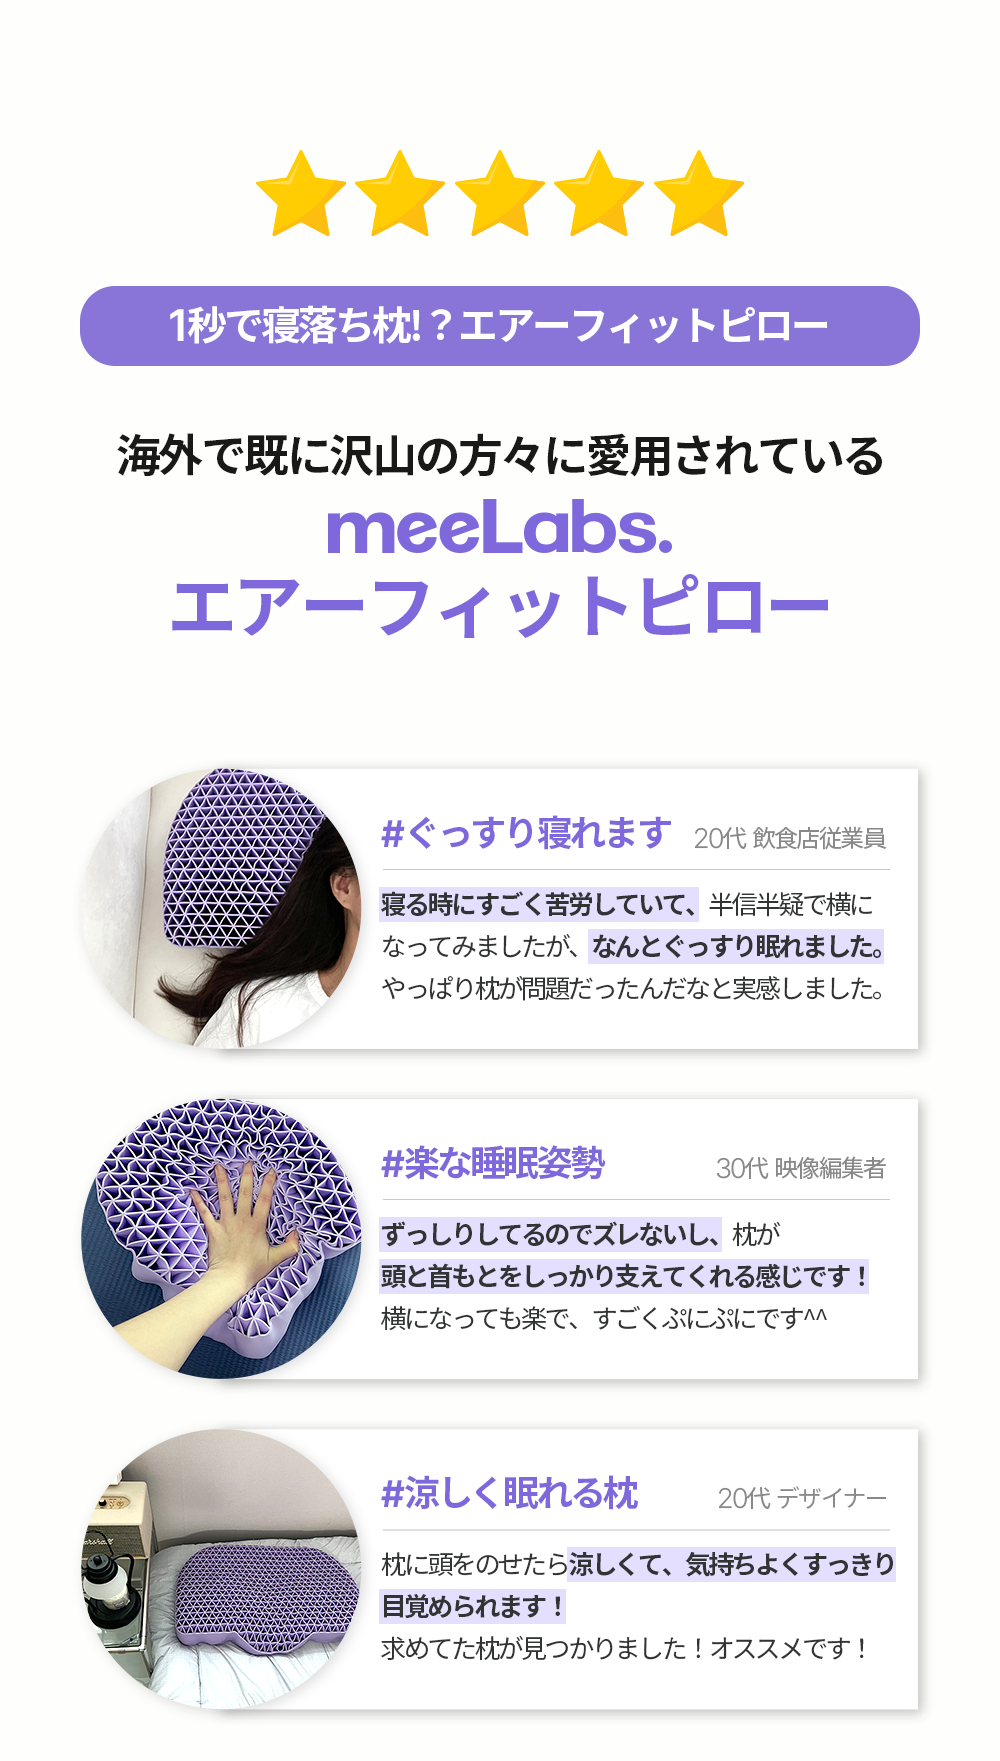 1秒で寝落ち枕!？エアーフィットピロー
海外で既に沢山の方々に愛用されている
meeLabs.
エアーフィットピロー
#ぐっすり寝れます 20代 飲食店従業員
寝る時にすごく苦労していて、半信半疑で横に
なってみましたが、なんとぐっすり眠れました。
やっぱり枕が問題だったんだなと実感しました。
#楽な睡眠姿勢 30代 映像編集者
ずっしりしてるのでズレないし、枕が
頭と首もとをしっかり支えてくれる感じです！
横になっても楽で、すごくぷにぷにです^^
#涼しく眠れる枕 20代 デザイナー
枕に頭をのせたら涼しくて、気持ちよくすっきり
目覚められます！
求めてた枕が見つかりました！オススメです！